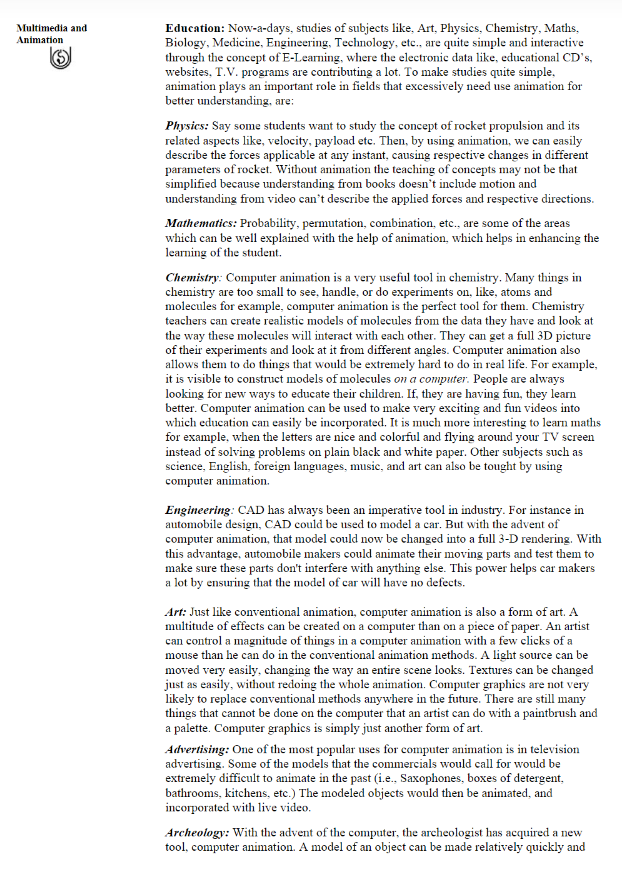 Multimedia and
Animation
Education: Now-a-days, studies of subjects like, Art, Physics, Chemistry, Maths,
Biology, Medicine, Engineering, Technology, etc., are quite simple and interactive
through the concept of E-Learning, where the electronic data like, educational CD's,
websites, T.V. programs are contributing a lot. To make studies quite simple,
animation plays an important role in fields that excessively need use animation for
better understanding, are:
Physics: Say some students want to study the concept of rocket propulsion and its
related aspects like, velocity, payload etc. Then, by using animation, we can easily
describe the forces applicable at any instant, causing respective changes in different
parameters of rocket. Without animation the teaching of concepts may not be that
simplified because understanding from books doesn't include motion and
understanding from video can't describe the applied forces and respective directions.
Mathematics: Probability, permutation, combination, etc., are some of the areas
which can be well explained with the help of animation, which helps in enhancing the
learning of the student.
Chemistry: Computer animation is a very useful tool in chemistry. Many things in
chemistry are too small to see, handle, or do experiments on, like, atoms and
molecules for example, computer animation is the perfect tool for them. Chemistry
teachers can create realistic models of molecules from the data they have and look at
the way these molecules will interact with each other. They can get a full 3D picture
of their experiments and look at it from different angles. Computer animation also
allows them to do things that would be extremely hard to do in real life. For example,
it is visible to construct models of molecules on a computer. People are always
looking for new ways to educate their children. If, they are having fun, they learn
better. Computer animation can be used to make very exciting and fun videos into
which education can easily be incorporated. It is much more interesting to learn maths
for example, when the letters are nice and colorful and flying around your TV screen
instead of solving problems on plain black and white paper. Other subjects such as
science, English, foreign languages, music, and art can also be tought by using
computer animation.
Engineering: CAD has always been an imperative tool in industry. For instance in
automobile design, CAD could be used to model a car. But with the advent of
computer animation, that model could now be changed into a full 3-D rendering. With
this advantage, automobile makers could animate their moving parts and test them to
make sure these parts don't interfere with anything else. This power helps car makers
a lot by ensuring that the model of car will have no defects.
Art: Just like conventional animation, computer animation is also a form of art. A
multitude of effects can be created on a computer than on a piece of paper. An artist
can control a magnitude of things in a computer animation with a few clicks of a
mouse than he can do in the conventional animation methods. A light source can be
moved very easily, changing the way an entire scene looks. Textures can be changed
just as easily, without redoing the whole animation. Computer graphics are not very
likely to replace conventional methods anywhere in the future. There are still many
things that cannot be done on the computer that an artist can do with a paintbrush and
a palette. Computer graphics is simply just another form of art.
Advertising: One of the most popular uses for computer animation is in television
advertising. Some of the models that the commercials would call for would be
extremely difficult to animate in the past (i.e., Saxophones, boxes of detergent,
bathrooms, kitchens, etc.) The modeled objects would then be animated, and
incorporated with live video.
Archeology: With the advent of the computer, the archeologist has acquired a new
tool, computer animation. A model of an object can be made relatively quickly and